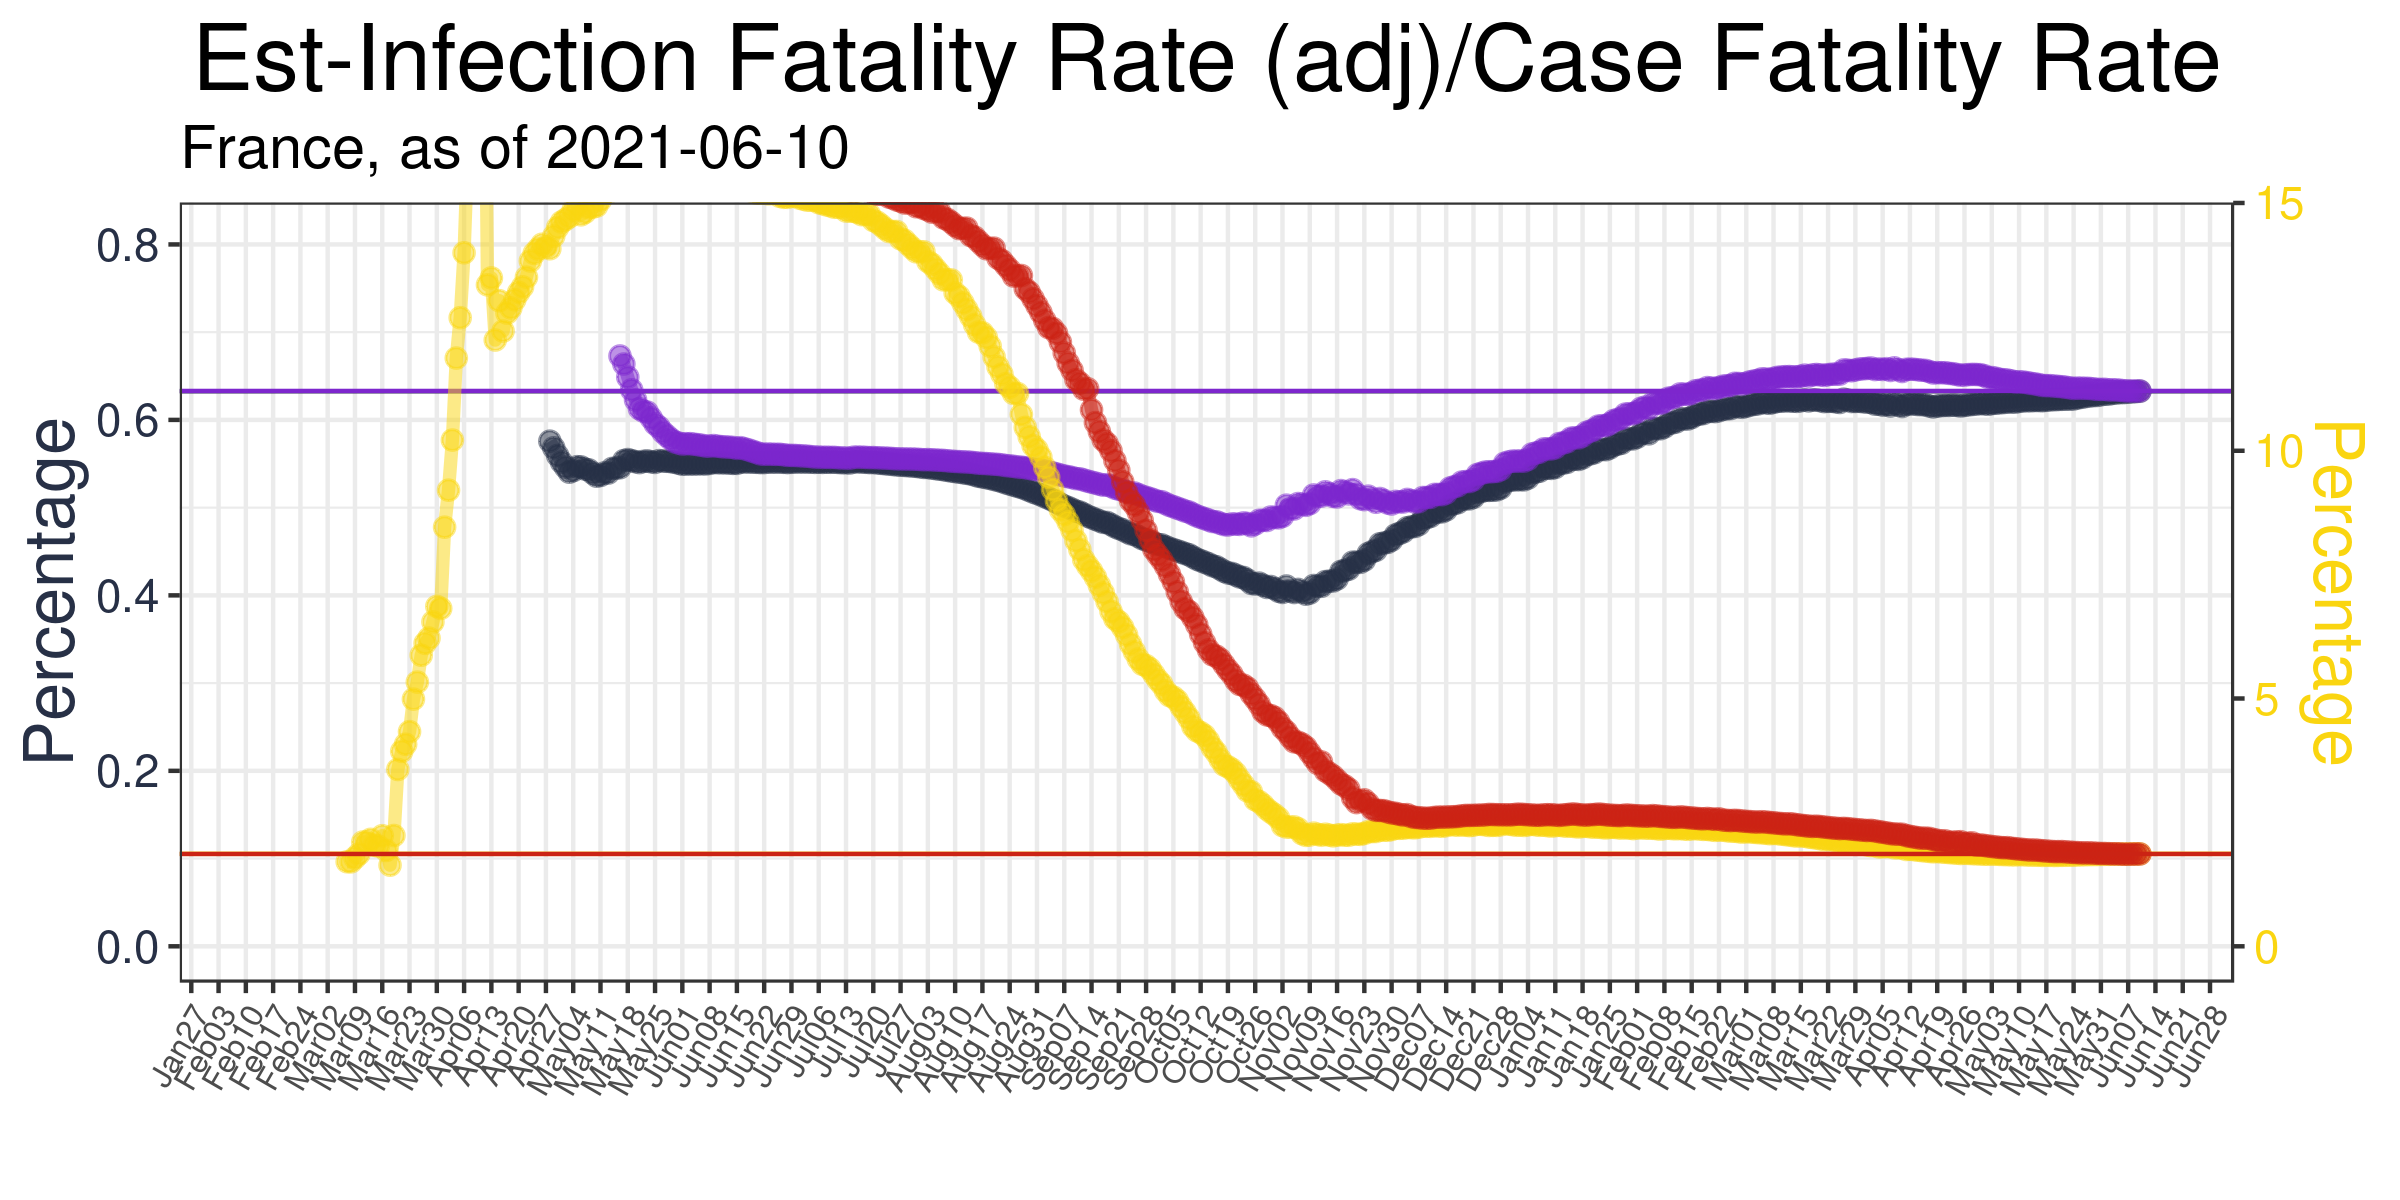 Est-Infection Fatality Rate (adj)/Case Fatality Rate
France, as of 2021-06-10
Percentage
0.8
0.6
0.4
0.2
0.0
15
10
5
0
Percentage
Jan27
Feb03
Feb10
Feb17
Feb24
Mar02
Mar09
Mar16
Mar23
Mar30
Apr06
Apr13
Apr20
Apr27
May04
May11
May18
May25
Jun01
Jun08
Jun15
Jun22
Jun29
Jul06
Jul13
Jul20
Jul27
Aug03
Aug10
Aug17
Aug24
Aug31
Sep07
Sep14
Sep21
Sep28
Oct05
Oct12
Oct19
Oct26
Nov02
Nov09
Nov16
Nov23
Nov30
Dec07
Dec14
Dec21
Dec28
Jan04
Jan11
Jan18
Jan25
Feb01
Feb08
Feb15
Feb22
Mar01
Mar08
Mar15
Mar22
Mar29
Apr05
Apr12
Apr19
Apr26
May03
May10
May17
May24
May31
Jun07
Jun14
Jun21
Jun28